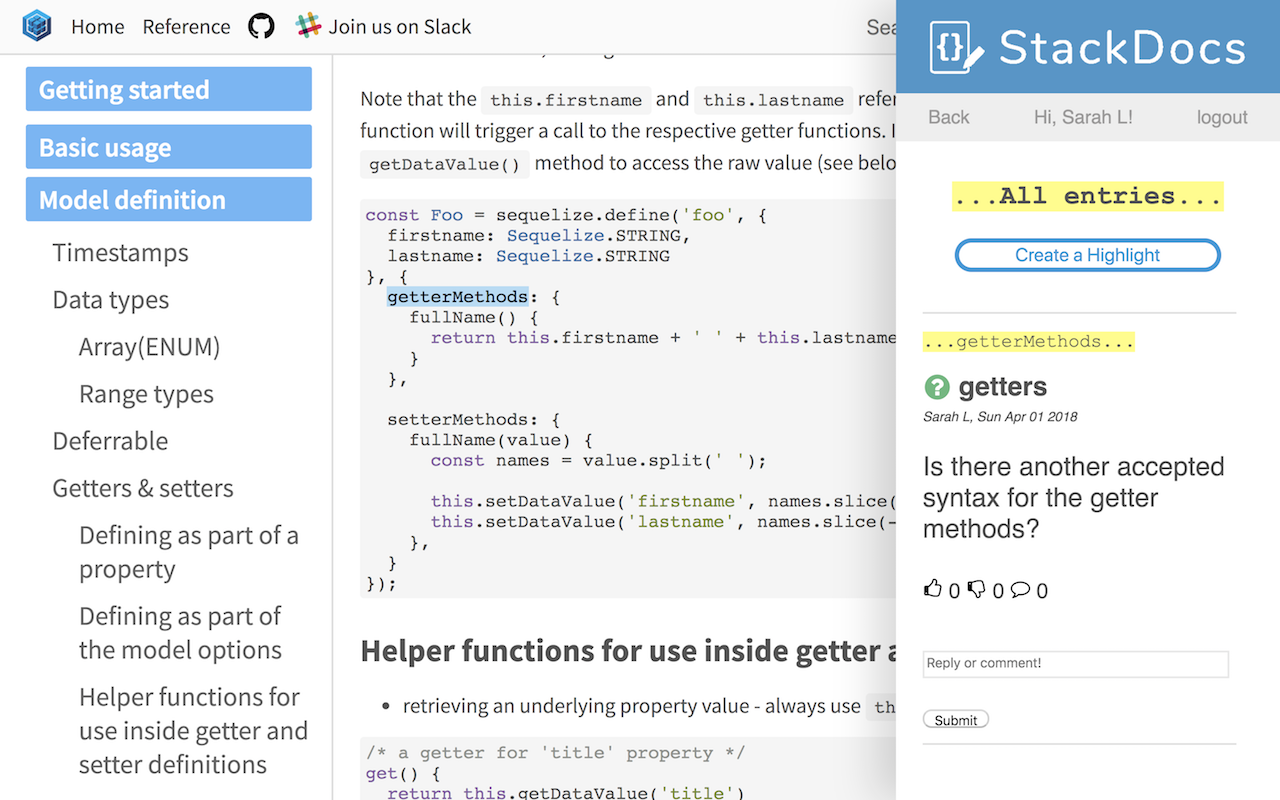 Home Reference Join us on Slack
Getting started
Basic usage
Model definition
Timestamps
Data types
Array(ENUM)
Range types
Deferrable
Getters & setters
Defining as part of a
property
Defining as part of
the model options
Helper functions for
use inside getter and
setter definitions
Note that the this.firstname and this.lastname
function will trigger a call to the respective getter functions.
getDataValue() method to access the raw value (see
const Foo = sequelize.define('foo', {
firstname: Sequelize.STRING,
lastname: Sequelize.STRING
}, {
getterMethods: {
fullName() {
return this.firstname + ' ' + this.lastname
}
},
setterMethods: {
fullName(value) {
const names = value.split(' ');
this.setDataValue('firstname', names.slice(
this.setDataValue('lastname', names.slice(-
},
}
});
Helper functions for use inside getter
retrieving an underlying property value - always use
/* a getter for 'title' property */
get() {
return this.getDataValue('title')
{} StackDocs
Back Hi, Sarah L! logout
...All entries...
Create a Highlight
...getterMethods...
? getters
Sarah L, Sun Apr 01 2018
Is there another accepted
syntax for the getter
methods?
0 0 0
Reply or comment!
Submit